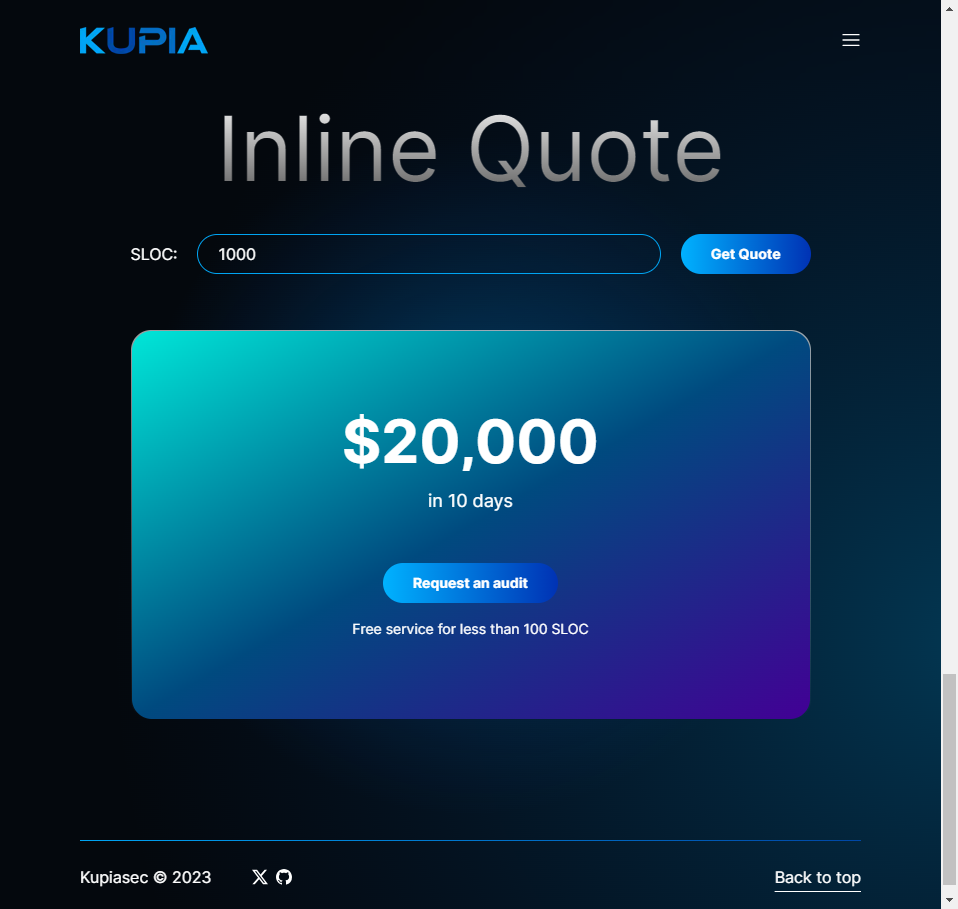 KUPIA
Inline Quote
SLOC: 1000 Get Quote
$20,000
in 10 days
Request an audit
Free service for less than 100 SLOC
Kupiasec © 2023 Back to top